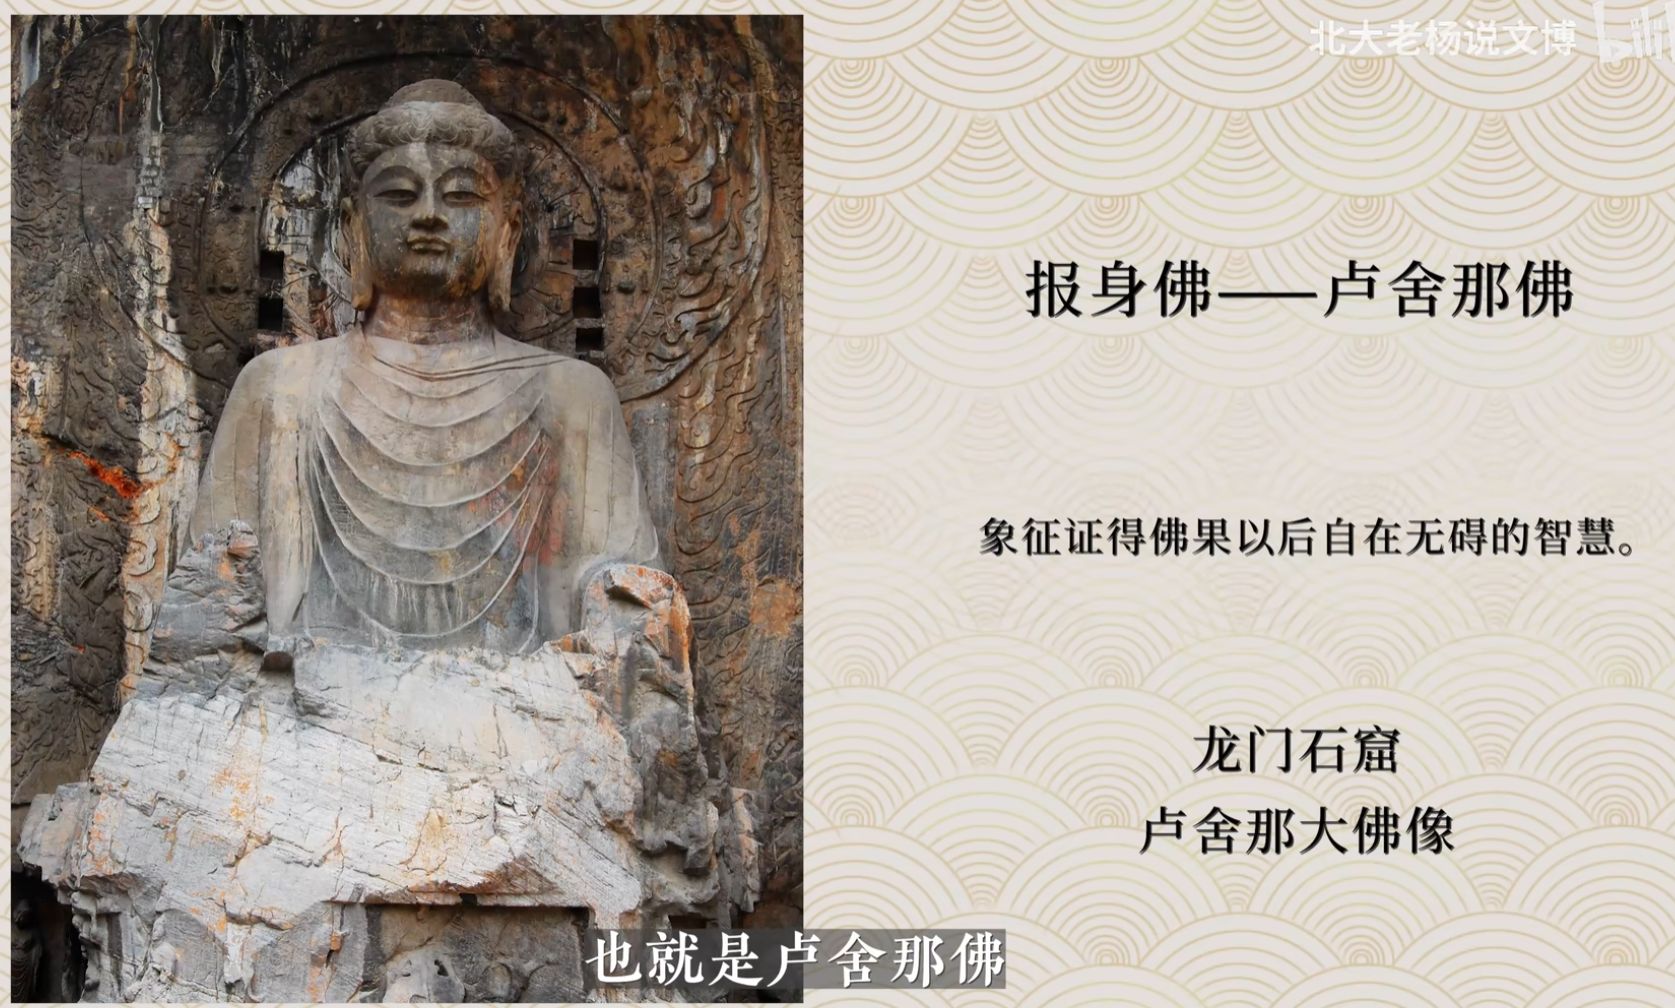 北大老杨说文博 bili
报身佛——卢舍那佛
象征证得佛果以后自在无碍的智慧。
龙门石窟
卢舍那大佛像
也就是卢舍那佛